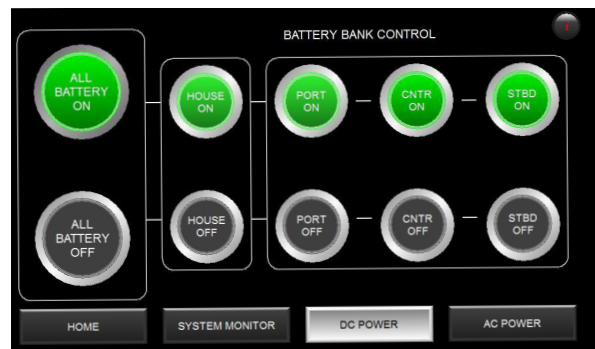 BATTERY BANK CONTROL
ALL
BATTERY
ON
HOUSE
ON
PORT
ON
CNTR
ON
STBD
ON
ALL
BATTERY
OFF
HOUSE
OFF
PORT
OFF
CNTR
OFF
STBD
OFF
HOME
SYSTEM MONITOR
DC POWER
AC POWER